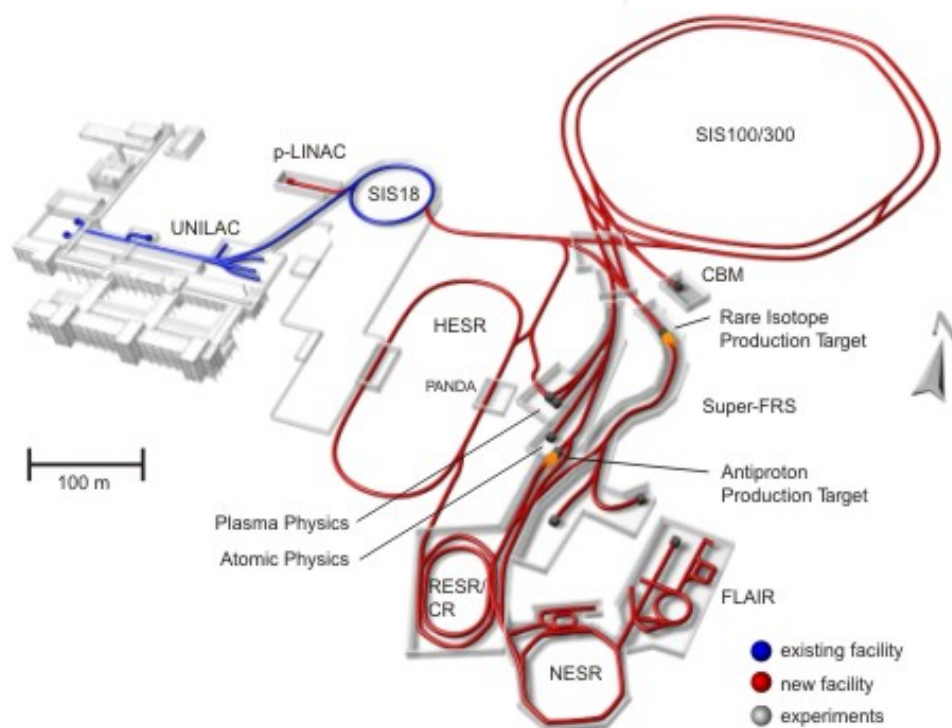 SIS100/300
p-LINAC
SIS18
UNILAC
CBM
HESR
Rare Isotope
Production Target
N
PANDA
Super-FRS
100 m
Antiproton
Production Target
Plasma Physics
Atomic Physics
RESR/
CR
FLAIR
NESR
existing facility
new facility
experiments